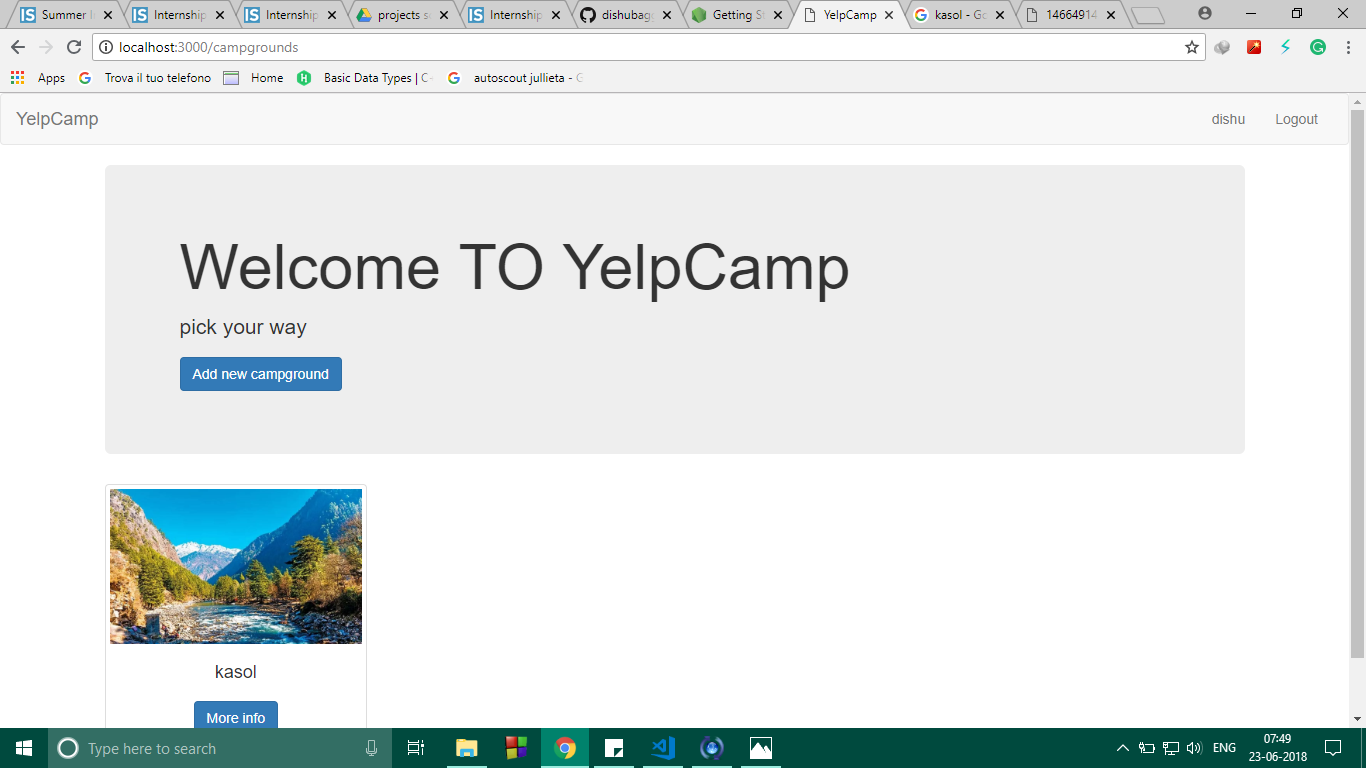 Summer I
Internship
Internship
projects s
Internship
dishubag
Getting St
YelpCamp
kasol - Go
14664914
localhost:3000/campgrounds
Apps
Trova il tuo telefono
Home
Basic Data Types | C-
autoscout jullieta - G
YelpCamp
dishu
Logout
Welcome TO YelpCamp
pick your way
Add new campground
kasol
More info
Type here to search
ENG
07:49
23-06-2018